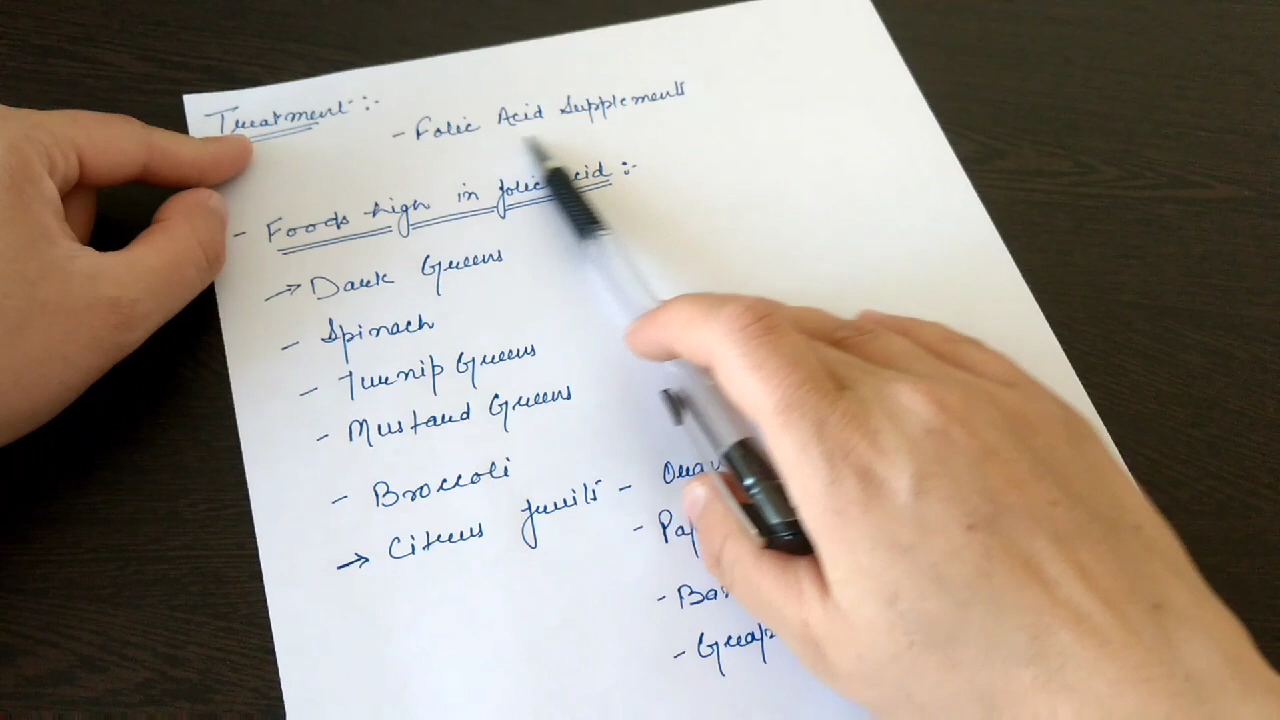 Treatment :-
- Folic Acid Supplements
- Foods high in folic acid :-
→ Dark Greens
- Spinach
- Turnip Greens
- Mustard Greens
- Broccoli
→ Citrus fruits -